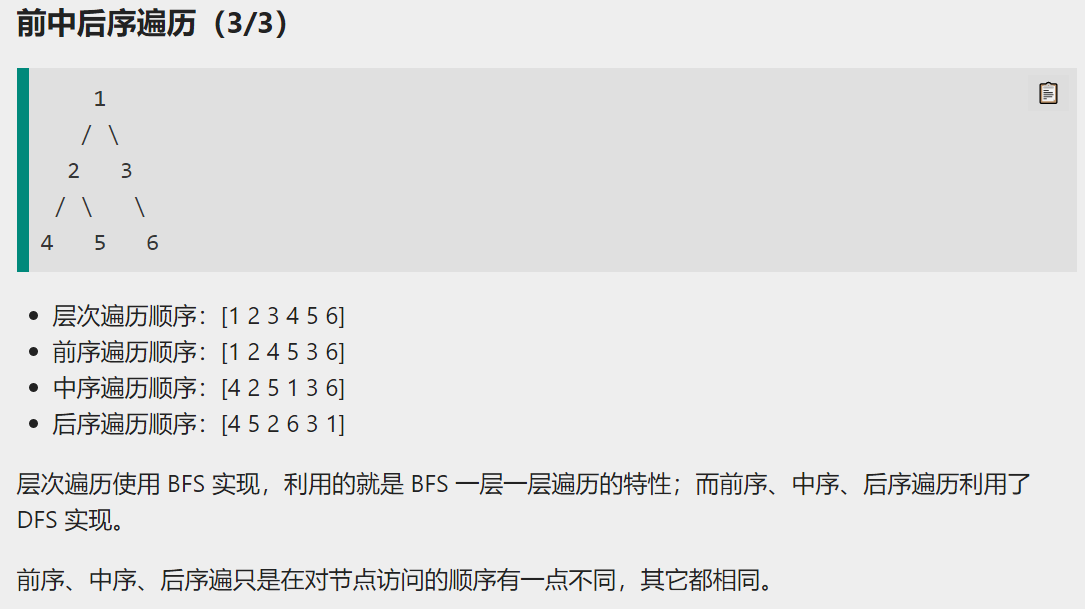 前中后序遍历（3/3）
1
/ \
2 3
/ \ \
4 5 6
层次遍历顺序：[1 2 3 4 5 6]
前序遍历顺序：[1 2 4 5 3 6]
中序遍历顺序：[4 2 5 1 3 6]
后序遍历顺序：[4 5 2 6 3 1]
层次遍历使用 BFS 实现，利用的就是 BFS 一层一层遍历的特性；而前序、中序、后序遍历利用了
DFS 实现。
前序、中序、后序遍只是在对节点访问的顺序有一点不同，其它都相同。